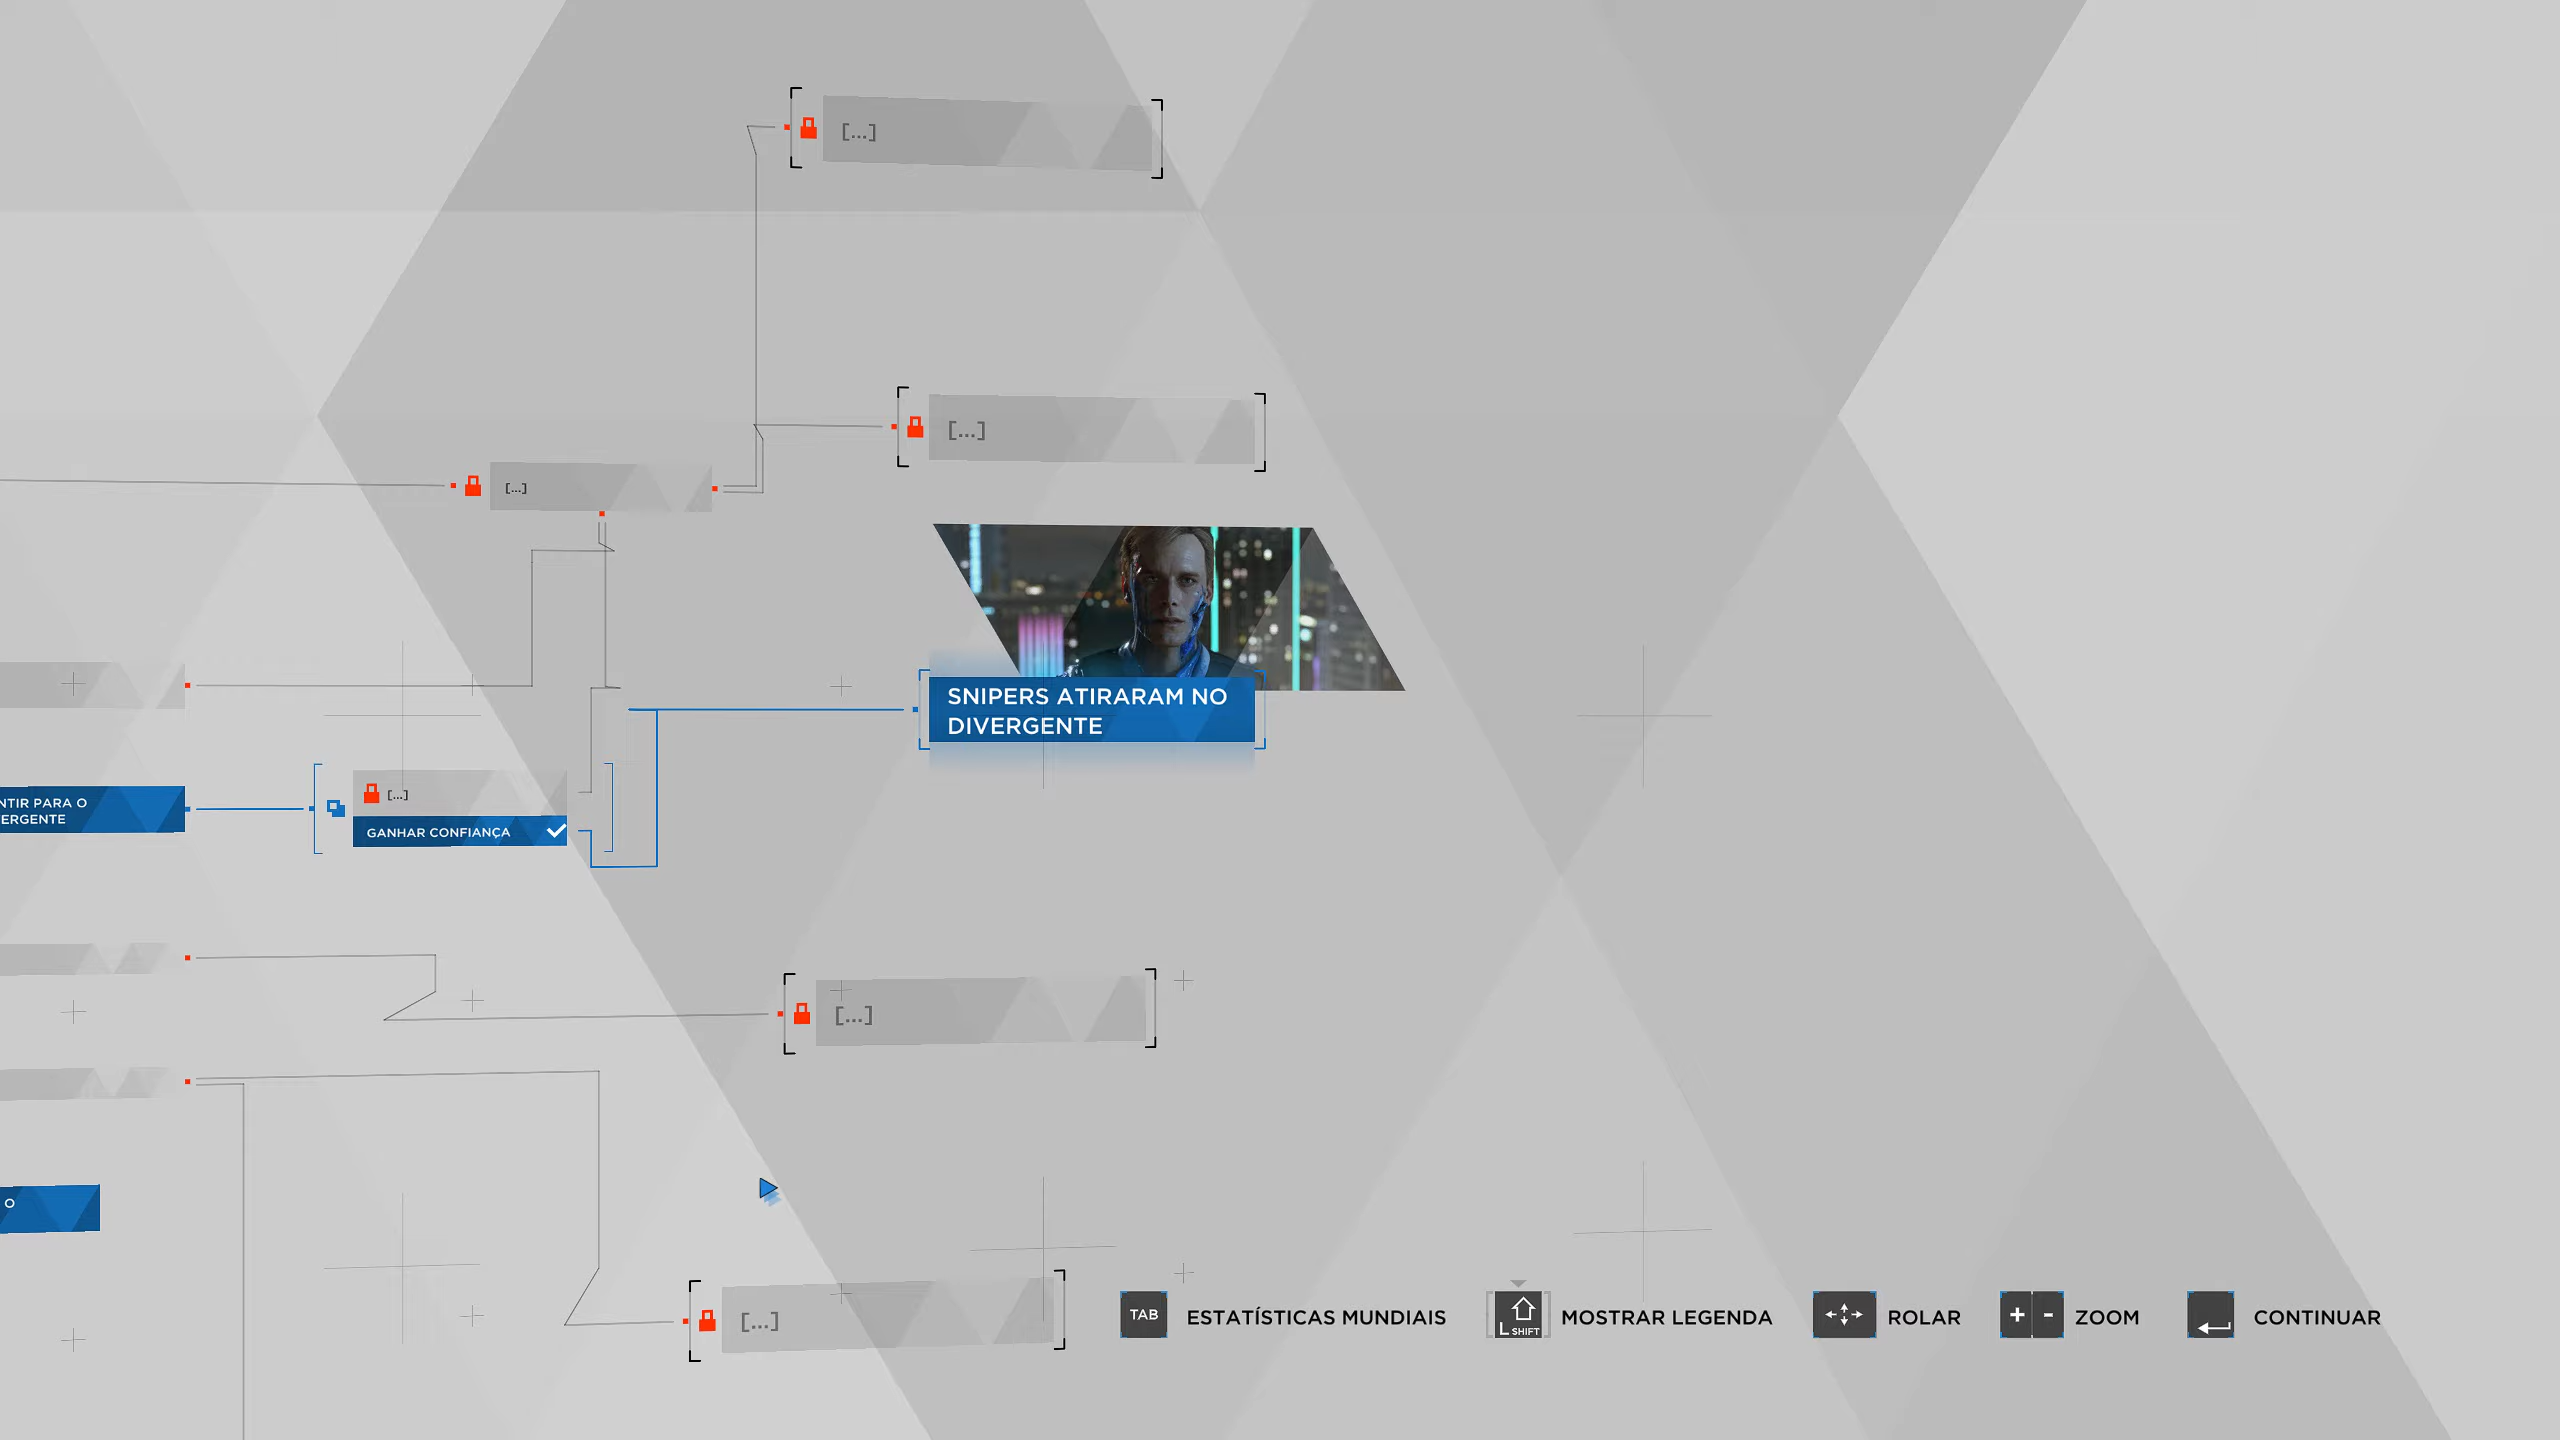 [...]
[...]
[...]
SNIPERS ATIRARAM NO
DIVERGENTE
NTIR PARA O
ERGENTE
[...]
GANHAR CONFIANÇA
[...]
O
[...]
TAB ESTATÍSTICAS MUNDIAIS L SHIFT MOSTRAR LEGENDA ROLAR + - ZOOM CONTINUAR